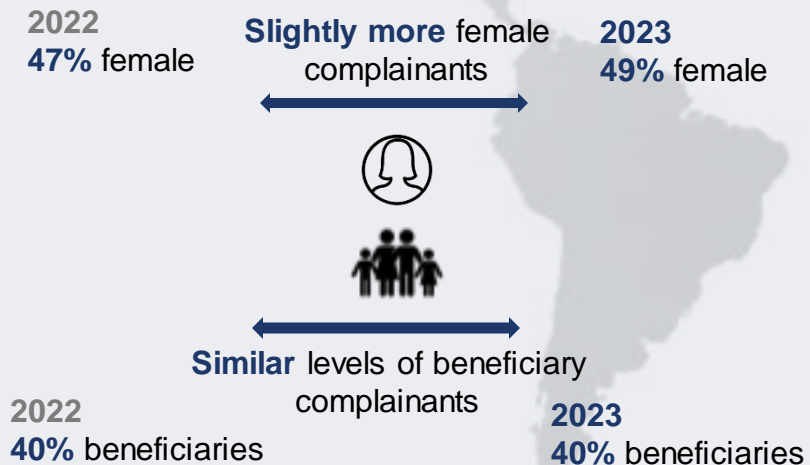 2022
47% female
Slightly more female
complainants
2023
49% female
Similar levels of beneficiary
complainants
2022
40% beneficiaries
2023
40% beneficiaries